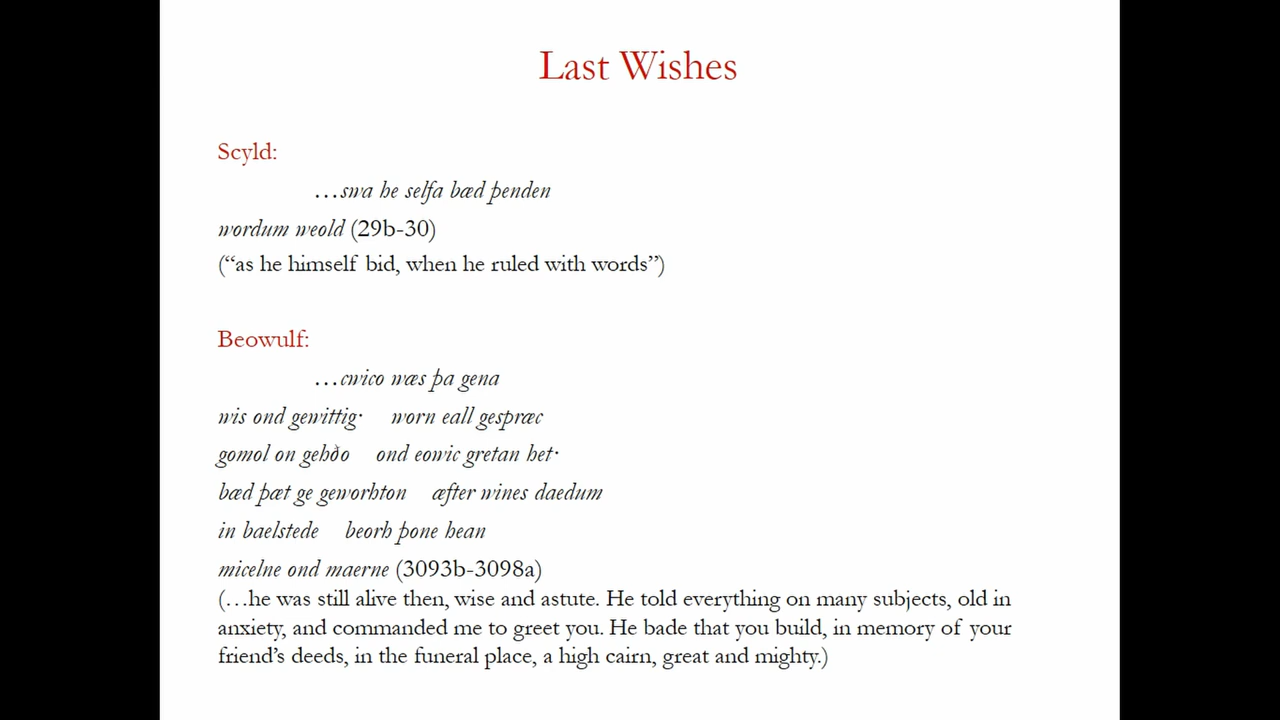 Last Wishes
Scyld:
…swa he selfa bæd þenden
wordum weold (29b-30)
(“as he himself bid, when he ruled with words”)
Beowulf:
…cwico wæs þa gena
wis ond gewittig· worn eall gespræc
gomol on gehðo ond eowic gretan het·
bæd þæt ge geworhton æfter wines daedum
in baelstede beorh þone hean
micelne ond maerne (3093b-3098a)
(…he was still alive then, wise and astute. He told everything on many subjects, old in
anxiety, and commanded me to greet you. He bade that you build, in memory of your
friend’s deeds, in the funeral place, a high cairn, great and mighty.)